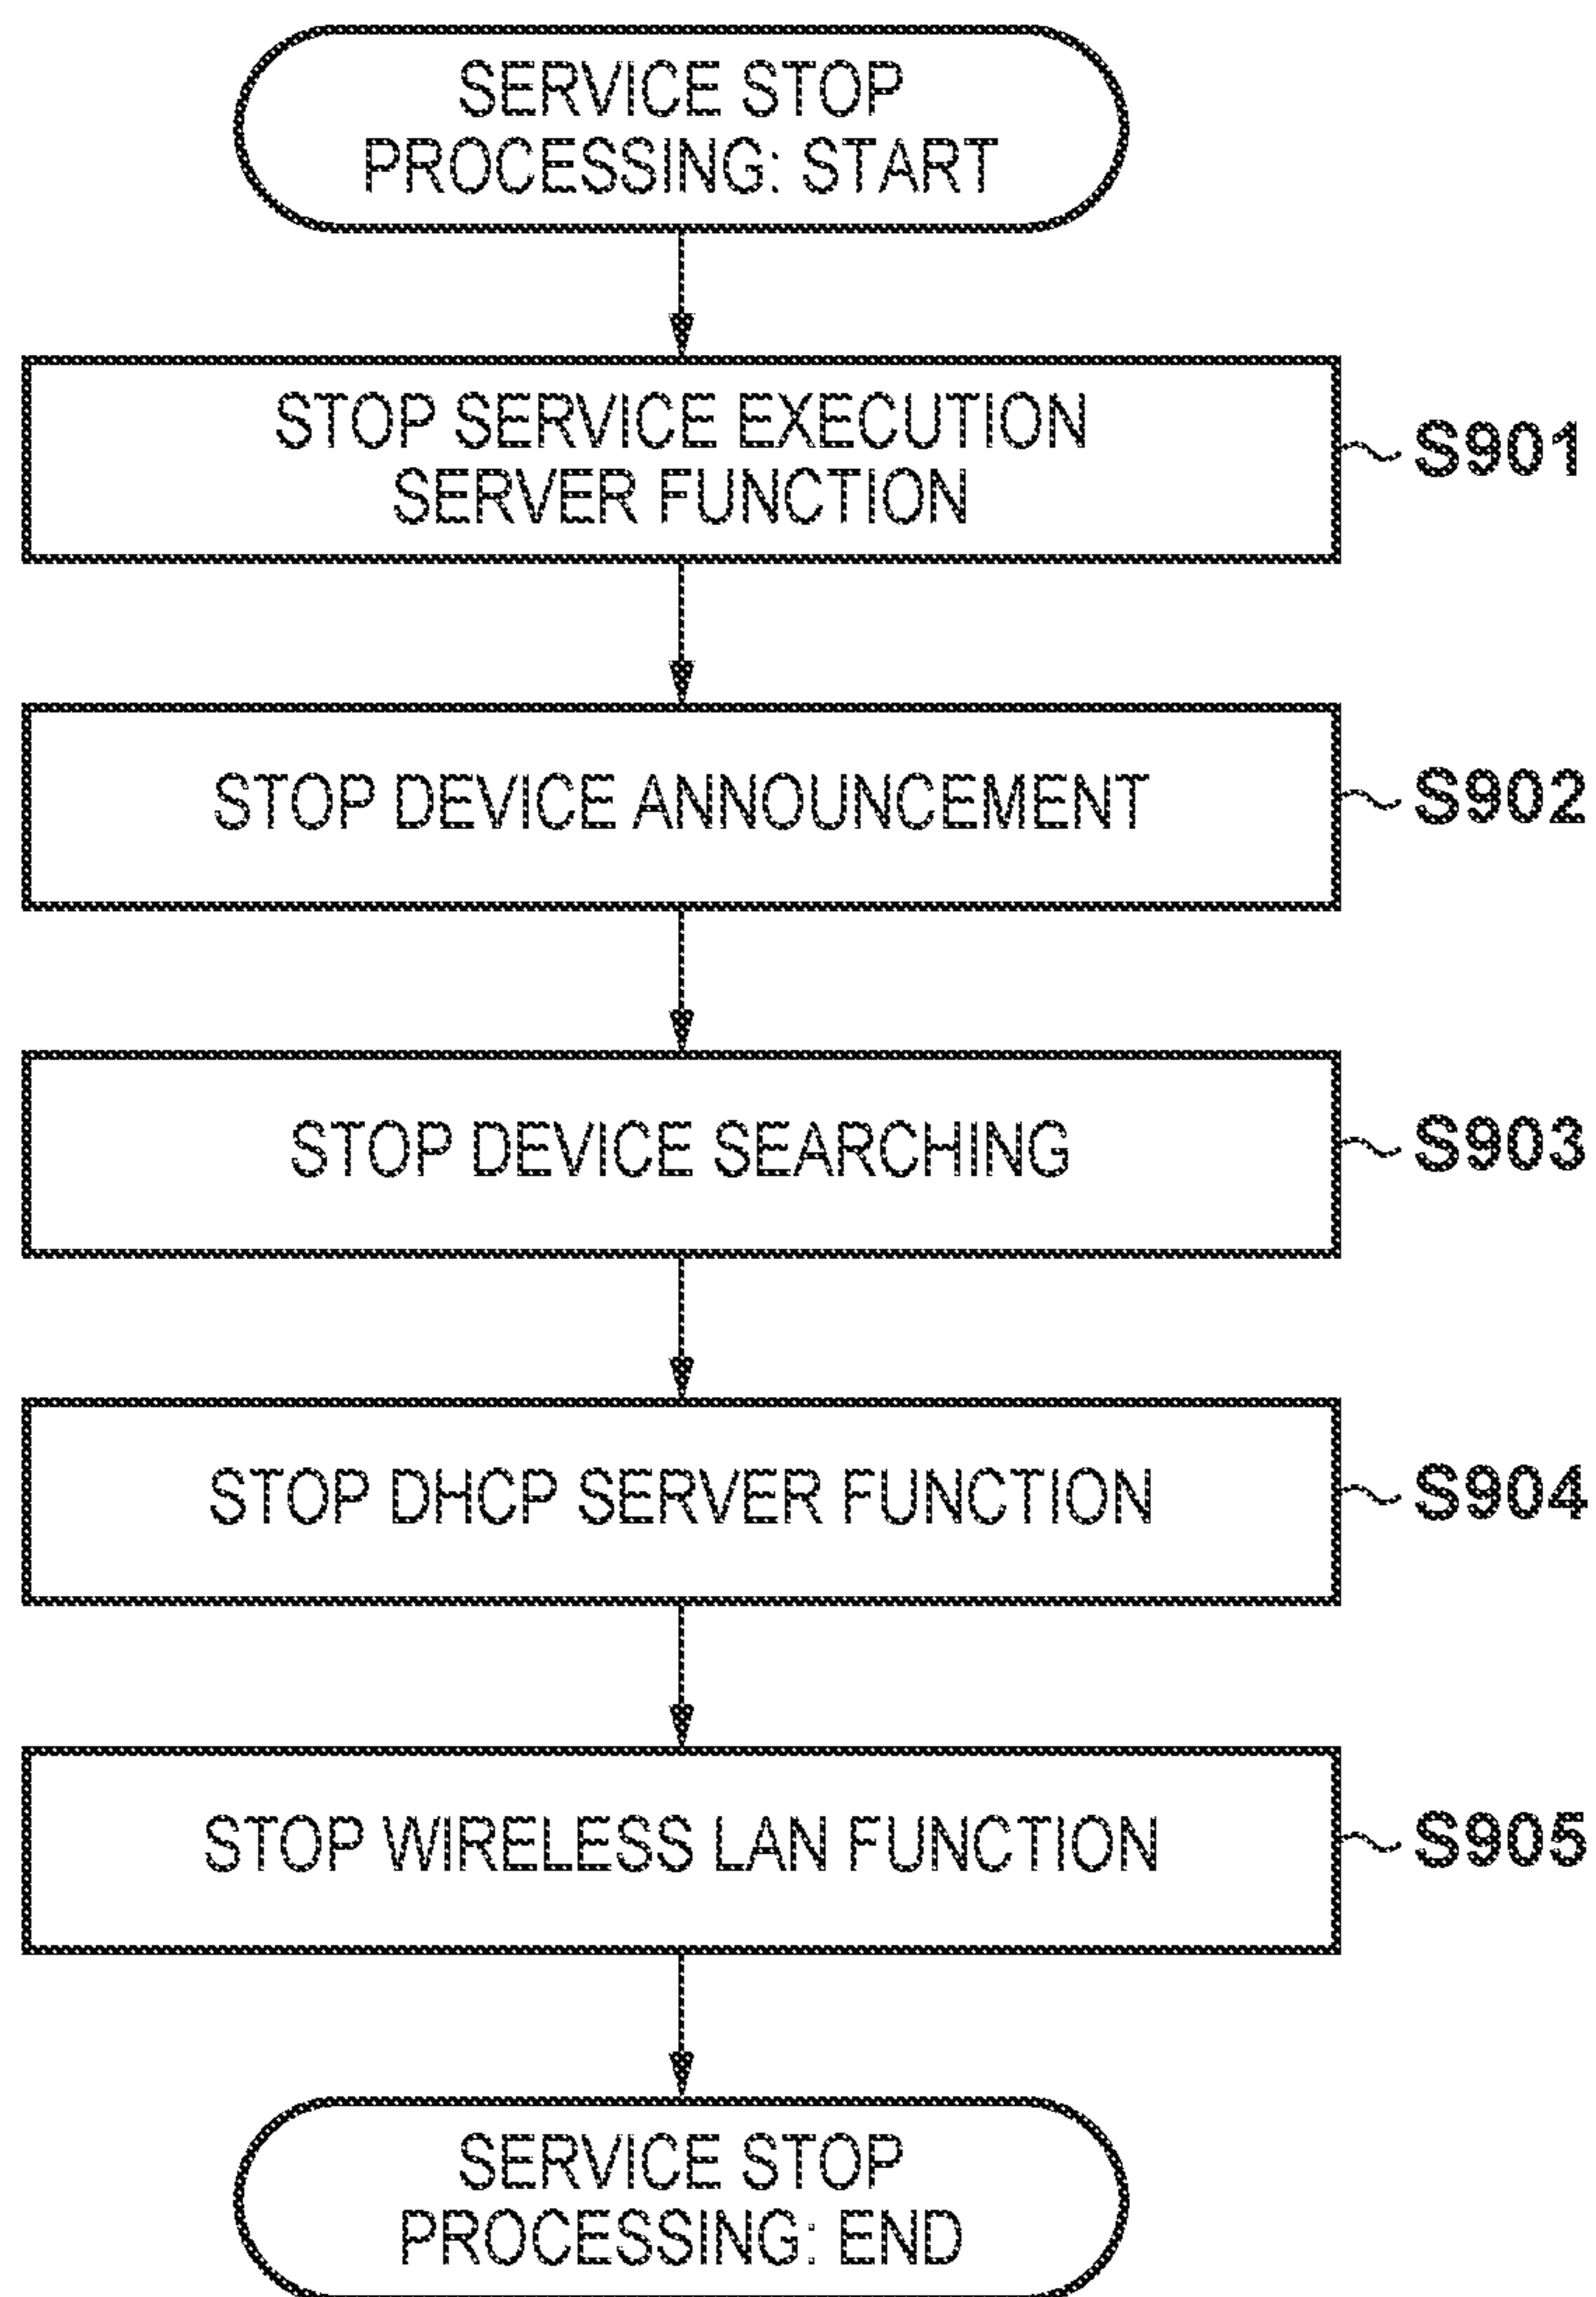 SERVICE STOP
PROCESSING: START
STOP SERVICE EXECUTION
SERVER FUNCTION
S901
STOP DEVICE ANNOUNCEMENT
S902
STOP DEVICE SEARCHING
S903
STOP DHCP SERVER FUNCTION
S904
STOP WIRELESS LAN FUNCTION
S905
SERVICE STOP
PROCESSING: END